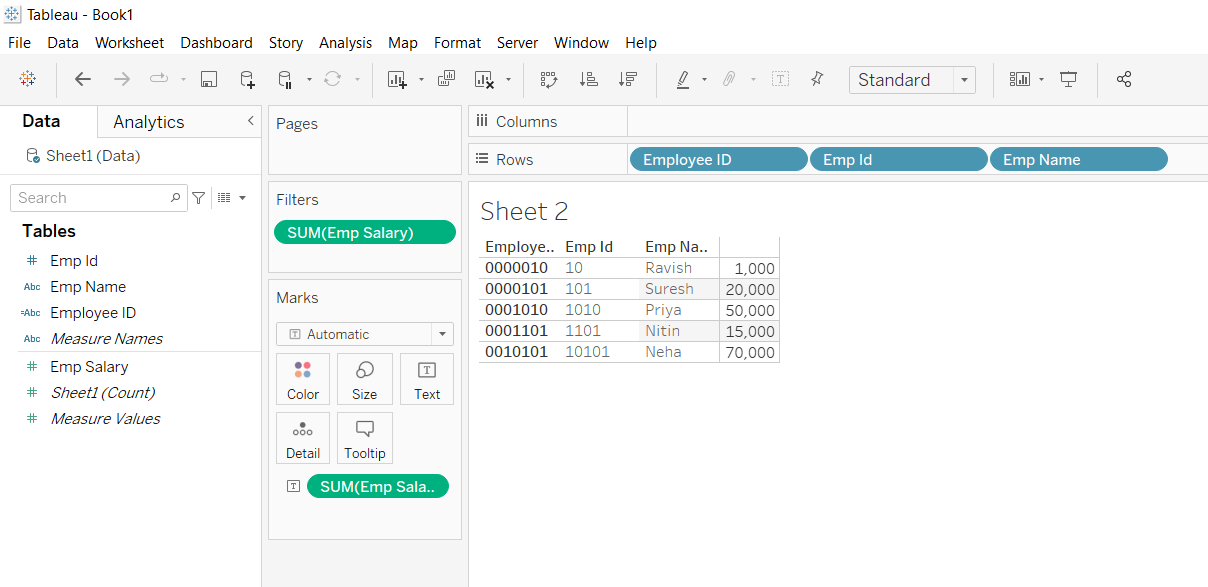 Tableau - Book1
File Data Worksheet Dashboard Story Analysis Map Format Server Window Help
Standard
Data Analytics
Sheet1 (Data)
Search
Tables
# Emp Id
Abc Emp Name
=Abc Employee ID
Abc Measure Names
# Emp Salary
# Sheet1 (Count)
# Measure Values
Pages
Filters
SUM(Emp Salary)
Marks
T Automatic
Color Size T Text
Detail Tooltip
T SUM(Emp Sala..
Columns
Rows Employee ID Emp Id Emp Name
Sheet 2
Employe.. Emp Id Emp Na..
0000010 10 Ravish 1,000
0000101 101 Suresh 20,000
0001010 1010 Priya 50,000
0001101 1101 Nitin 15,000
0010101 10101 Neha 70,000